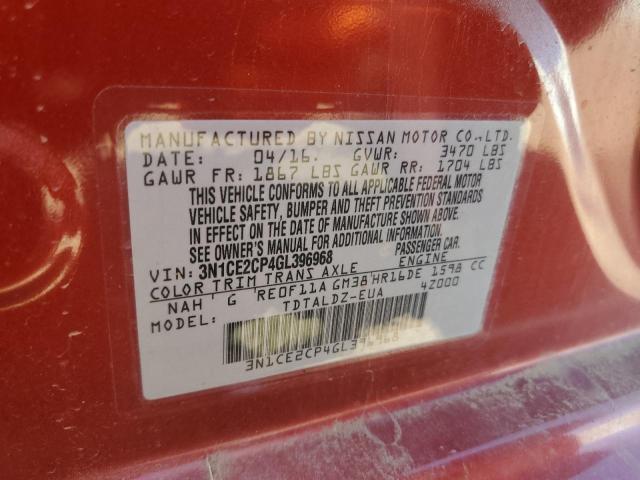 MANUFACTURED BY NISSAN MOTOR CO.,LTD.
DATE: 04/16. GVWR: 3470 LBS
GAWR FR: 1867 LBS GAWR RR: 1704 LBS
THIS VEHICLE CONFORMS TO ALL APPLICABLE FEDERAL MOTOR
VEHICLE SAFETY, BUMPER AND THEFT PREVENTION STANDARDS
IN EFFECT ON THE DATE OF MANUFACTURE SHOWN ABOVE.
SEE OWNER'S MANUAL FOR ADDITIONAL INFORMATION.
VIN: 3N1CE2CP4GL396968 PASSENGER CAR.
COLOR TRIM TRANS AXLE ENGINE
NAH G RE0F11A GM38 HR16DE 1598 CC
MODEL: TDTALDZ-EUA 4Z000
3N1CE2CP4GL396968